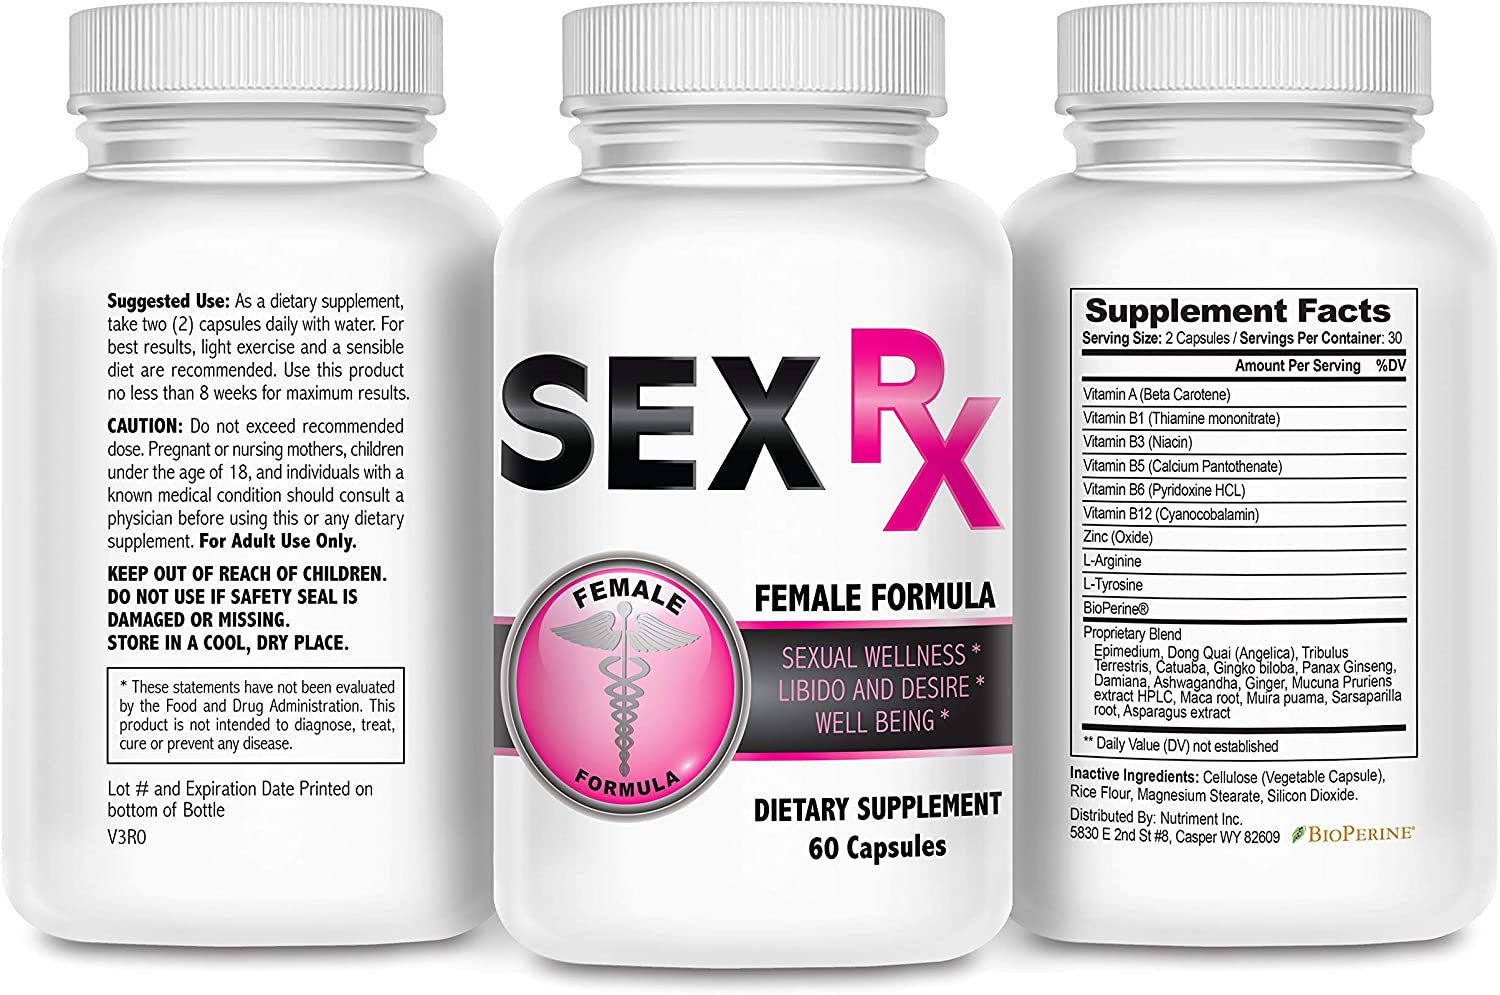 Suggested Use: As a dietary supplement,
take two (2) capsules daily with water. For
best results, light exercise and a sensible
diet are recommended. Use this product
no less than 8 weeks for maximum results.
CAUTION: Do not exceed recommended
dose. Pregnant or nursing mothers, children
under the age of 18, and individuals with a
known medical condition should consult a
physician before using this or any dietary
supplement. For Adult Use Only.
KEEP OUT OF REACH OF CHILDREN.
DO NOT USE IF SAFETY SEAL IS
DAMAGED OR MISSING.
STORE IN A COOL, DRY PLACE.
* These statements have not been evaluated
by the Food and Drug Administration. This
product is not intended to diagnose, treat,
cure or prevent any disease.
Lot # and Expiration Date Printed on
bottom of Bottle
V3R0
SEX RX
FEMALE
FORMULA
FEMALE FORMULA
SEXUAL WELLNESS *
LIBIDO AND DESIRE *
WELL BEING *
DIETARY SUPPLEMENT
60 Capsules
Supplement Facts
Serving Size: 2 Capsules / Servings Per Container: 30
Amount Per Serving %DV
Vitamin A (Beta Carotene)
Vitamin B1 (Thiamine mononitrate)
Vitamin B3 (Niacin)
Vitamin B5 (Calcium Pantothenate)
Vitamin B6 (Pyridoxine HCL)
Vitamin B12 (Cyanocobalamin)
Zinc (Oxide)
L-Arginine
L-Tyrosine
BioPerine®
Proprietary Blend
Epimedium, Dong Quai (Angelica), Tribulus
Terrestris, Catuaba, Gingko biloba, Panax Ginseng,
Damiana, Ashwagandha, Ginger, Mucuna Pruriens
extract HPLC, Maca root, Muira puama, Sarsaparilla
root, Asparagus extract
** Daily Value (DV) not established
Inactive Ingredients: Cellulose (Vegetable Capsule),
Rice Flour, Magnesium Stearate, Silicon Dioxide.
Distributed By: Nutriment Inc.
5830 E 2nd St #8, Casper WY 82609
BIOPERINE®